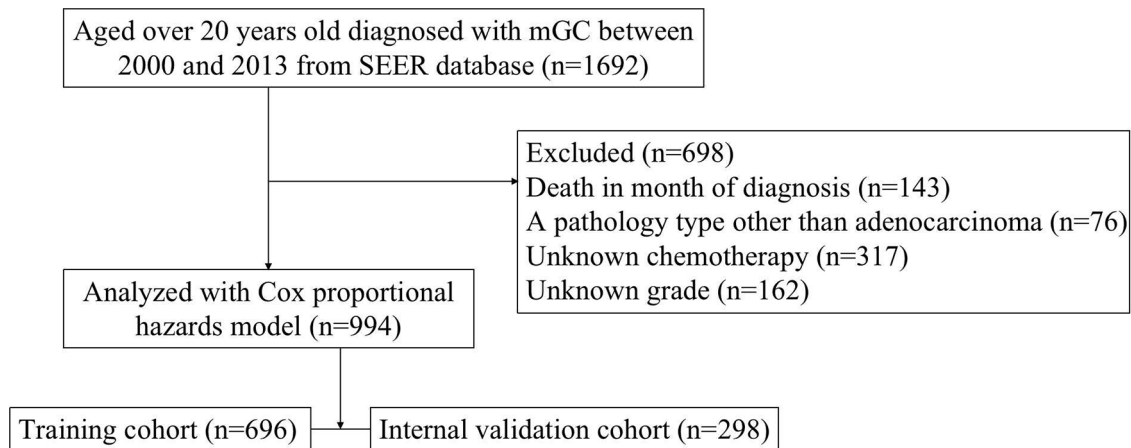 Aged over 20 years old diagnosed with mGC between
2000 and 2013 from SEER database (n=1692)
Excluded (n=698)
Death in month of diagnosis (n=143)
A pathology type other than adenocarcinoma (n=76)
Unknown chemotherapy (n=317)
Unknown grade (n=162)
Analyzed with Cox proportional
hazards model (n=994)
Training cohort (n=696)
Internal validation cohort (n=298)